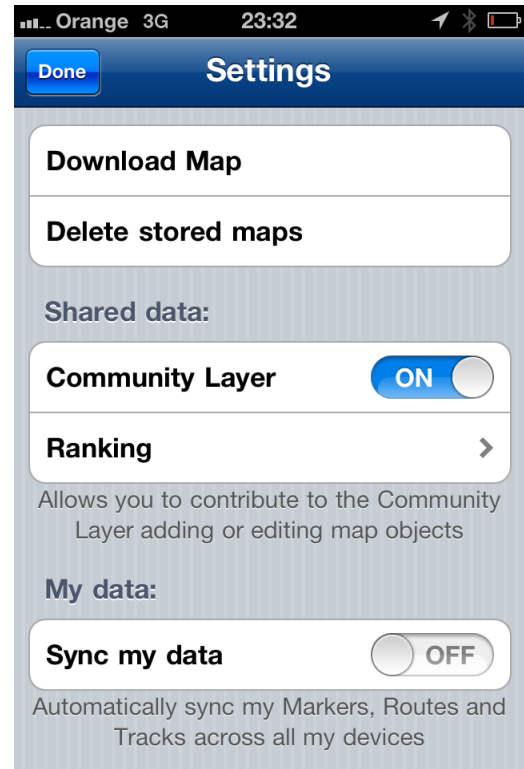 Orange 3G 23:32
Done Settings
Download Map
Delete stored maps
Shared data:
Community Layer ON
Ranking
Allows you to contribute to the Community
Layer adding or editing map objects
My data:
Sync my data OFF
Automatically sync my Markers, Routes and
Tracks across all my devices